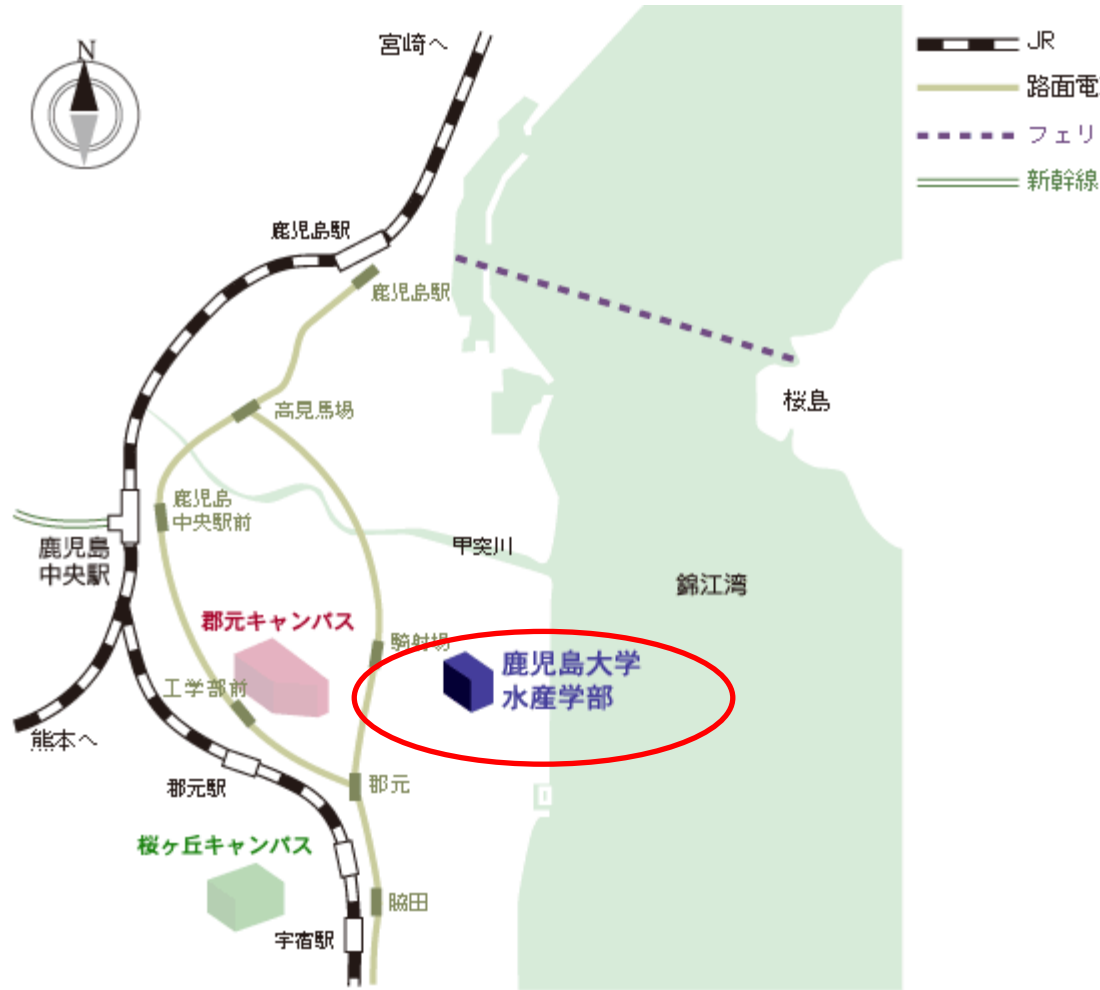 N
宮崎へ
JR
路面電
フェリ
新幹線
鹿児島駅
鹿児島駅
高見馬場
桜島
鹿児島
中央駅前
鹿児島
中央駅
甲突川
錦江湾
郡元キャンパス
騎射場
鹿児島大学
水産学部
工学部前
熊本へ
郡元駅
郡元
桜ヶ丘キャンパス
脇田
宇宿駅